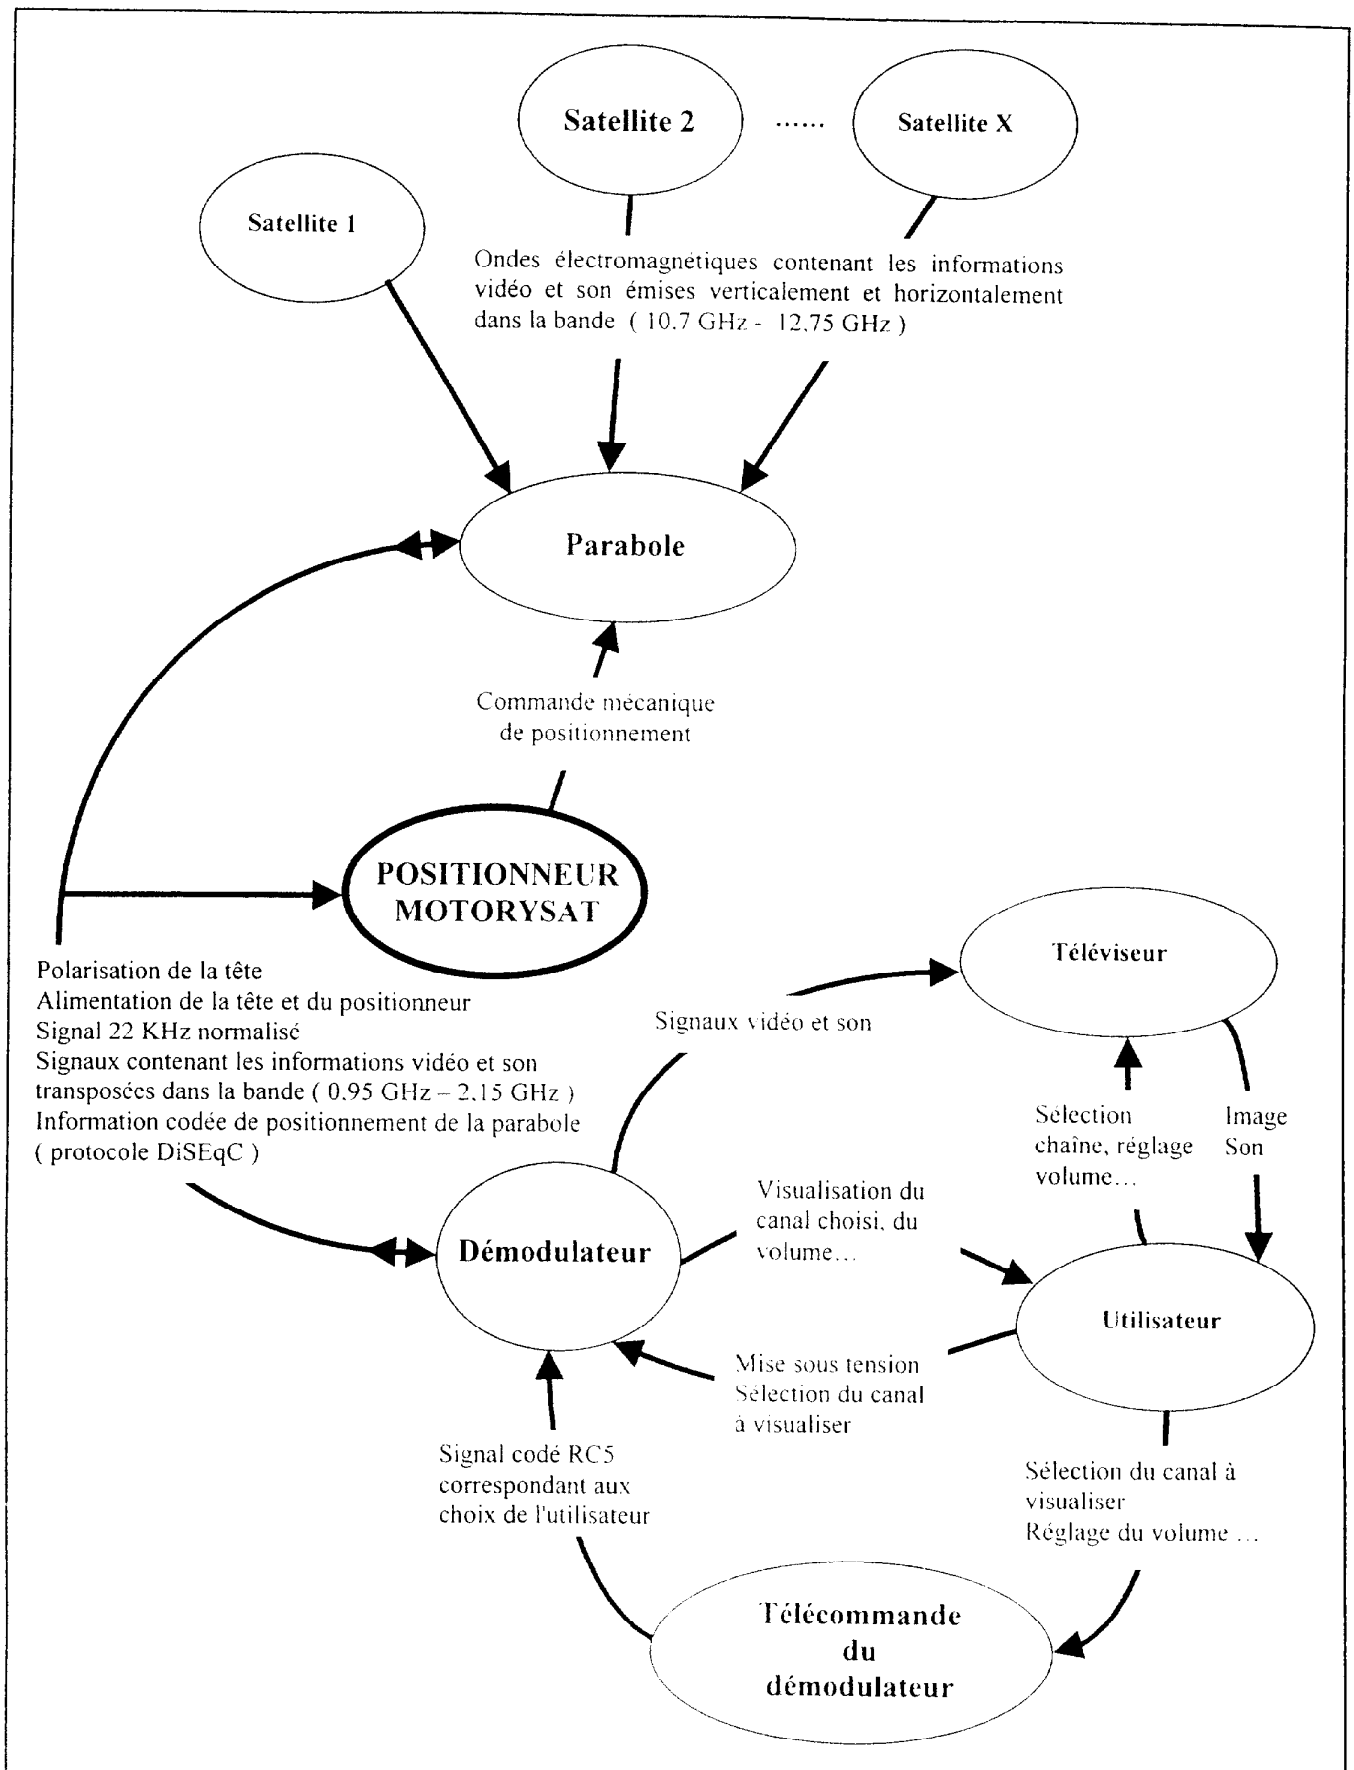 Satellite 2
......
Satellite X
Satellite 1
Ondes électromagnétiques contenant les informations
vidéo et son émises verticalement et horizontalement
dans la bande ( 10.7 GHz - 12,75 GHz )
Parabole
Commande mécanique
de positionnement
POSITIONNEUR
MOTORYSAT
Polarisation de la tête
Alimentation de la tête et du positionneur
Signal 22 KHz normalisé
Signaux contenant les informations vidéo et son
transposées dans la bande ( 0,95 GHz – 2,15 GHz )
Information codée de positionnement de la parabole
( protocole DiSEqC )
Téléviseur
Signaux vidéo et son
Sélection
chaîne, réglage
volume…
Image
Son
Démodulateur
Visualisation du
canal choisi, du
volume…
Utilisateur
Mise sous tension
Sélection du canal
à visualiser
Signal codé RC5
correspondant aux
choix de l'utilisateur
Sélection du canal à
visualiser
Réglage du volume …
Télécommande
du
démodulateur